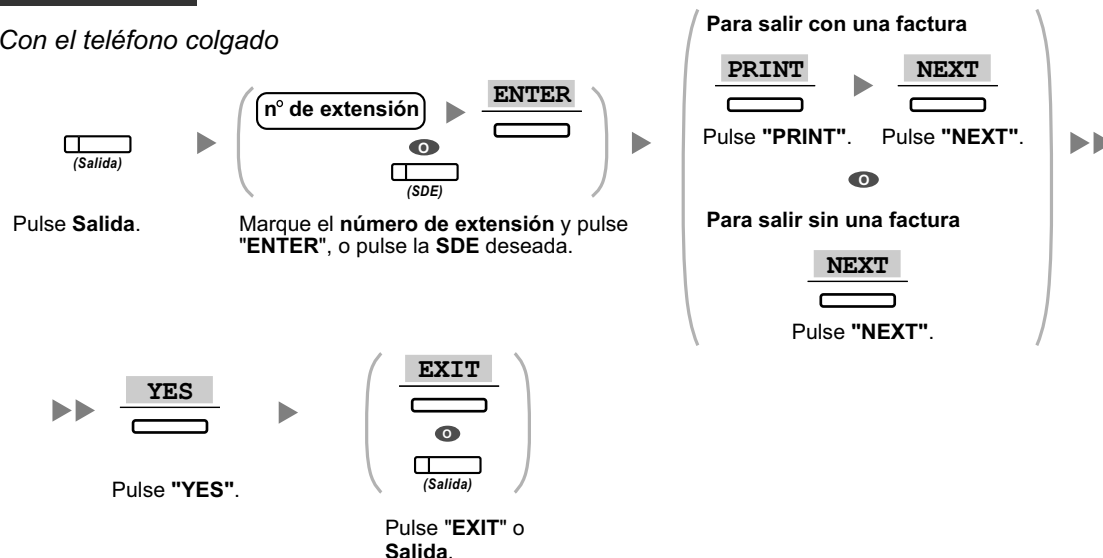 Con el teléfono colgado
(Salida)
Pulse Salida.
n° de extensión
ENTER
O
(SDE)
Marque el número de extensión y pulse
"ENTER", o pulse la SDE deseada.
Para salir con una factura
PRINT
NEXT
Pulse "PRINT".
Pulse "NEXT".
O
Para salir sin una factura
NEXT
Pulse "NEXT".
YES
Pulse "YES".
EXIT
O
(Salida)
Pulse "EXIT" o
Salida.